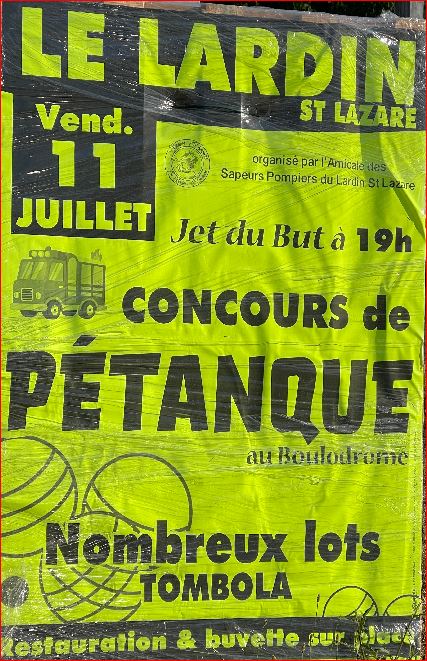 LE LARDIN
ST LAZARE
Vend.
11
JUILLET
organisé par l'Amicale des
Sapeurs Pompiers du Lardin St Lazare
Jet du But à 19h
CONCOURS de
PÉTANQUE
au Boulodrome
Nombreux lots
TOMBOLA
Restauration & buvette sur place